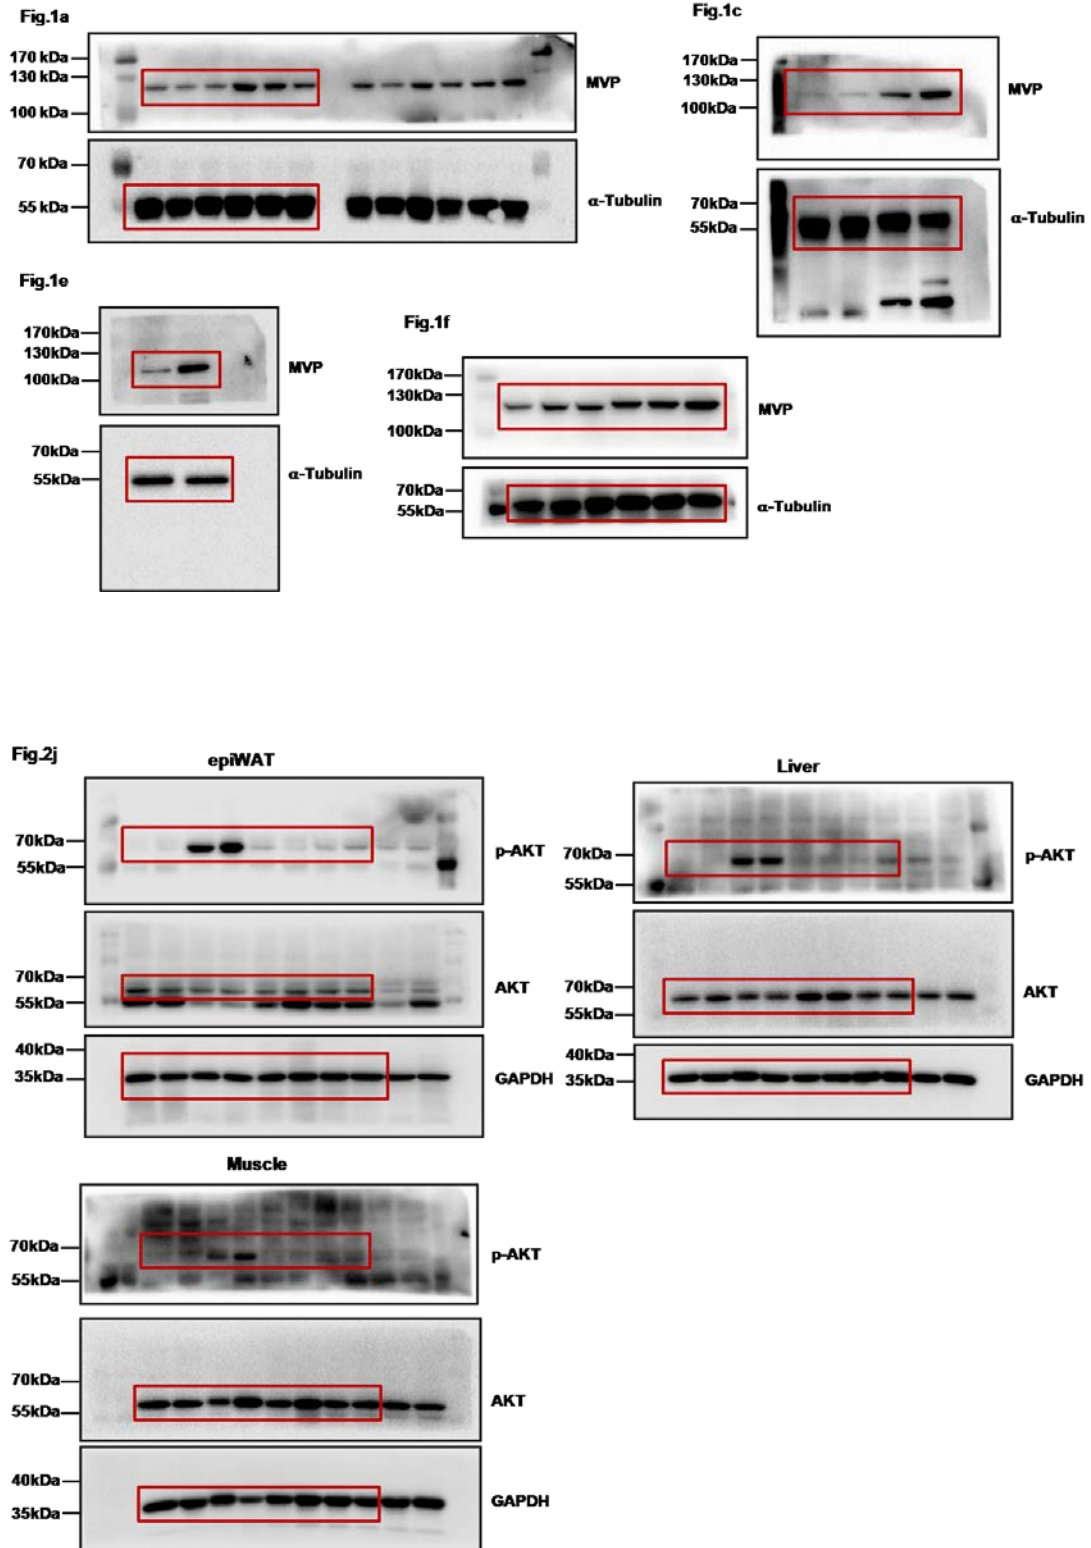 Fig.1a
170 kDa
130 kDa
100 kDa
MVP
70 kDa
55 kDa
α-Tubulin
Fig.1c
170kDa
130kDa
100kDa
MVP
70kDa
55kDa
α-Tubulin
Fig.1e
170kDa
130kDa
100kDa
MVP
70kDa
55kDa
α-Tubulin
Fig.1f
170kDa
130kDa
100kDa
MVP
70kDa
55kDa
α-Tubulin
Fig.2j
epiWAT
70kDa
55kDa
p-AKT
70kDa
55kDa
AKT
40kDa
35kDa
GAPDH
Liver
70kDa
55kDa
p-AKT
70kDa
55kDa
AKT
40kDa
35kDa
GAPDH
Muscle
70kDa
55kDa
p-AKT
70kDa
55kDa
AKT
40kDa
35kDa
GAPDH